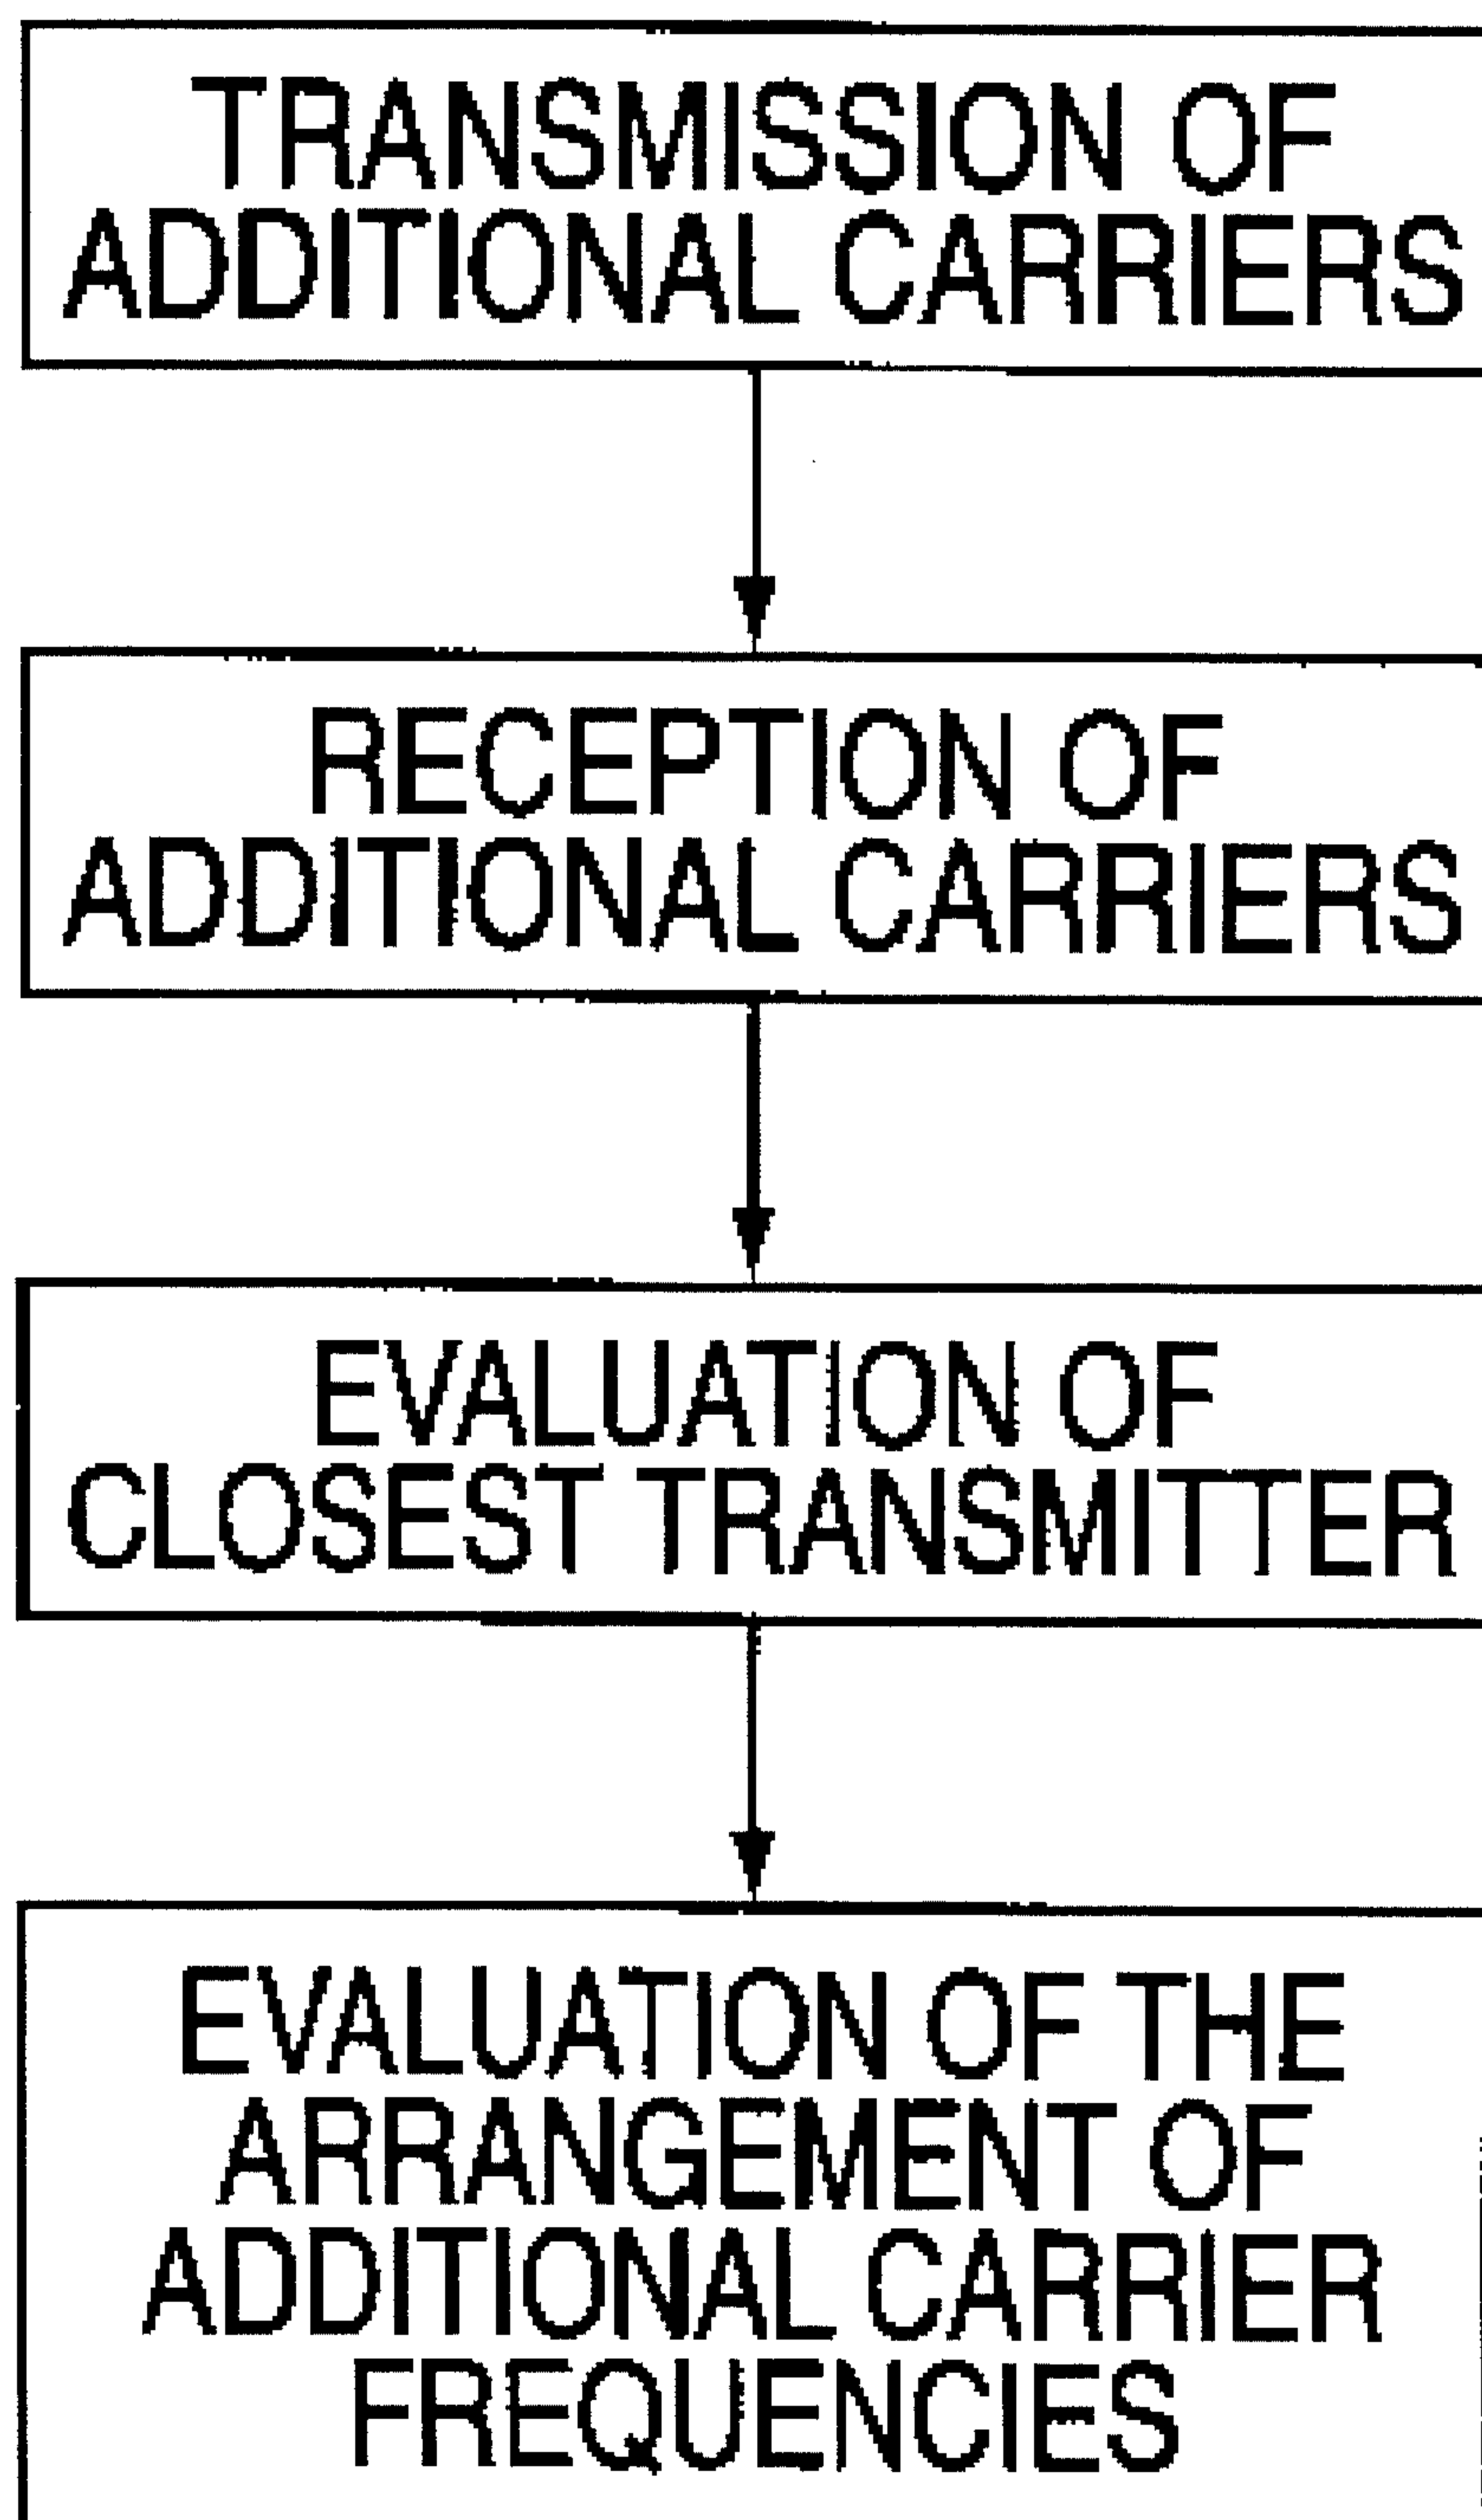 TRANSMISSION OF
ADDITIONAL CARRIERS
RECEPTION OF
ADDITIONAL CARRIERS
EVALUATION OF
CLOSEST TRANSMITTER
EVALUATION OF THE
ARRANGEMENT OF
ADDITIONAL CARRIER
FREQUENCIES